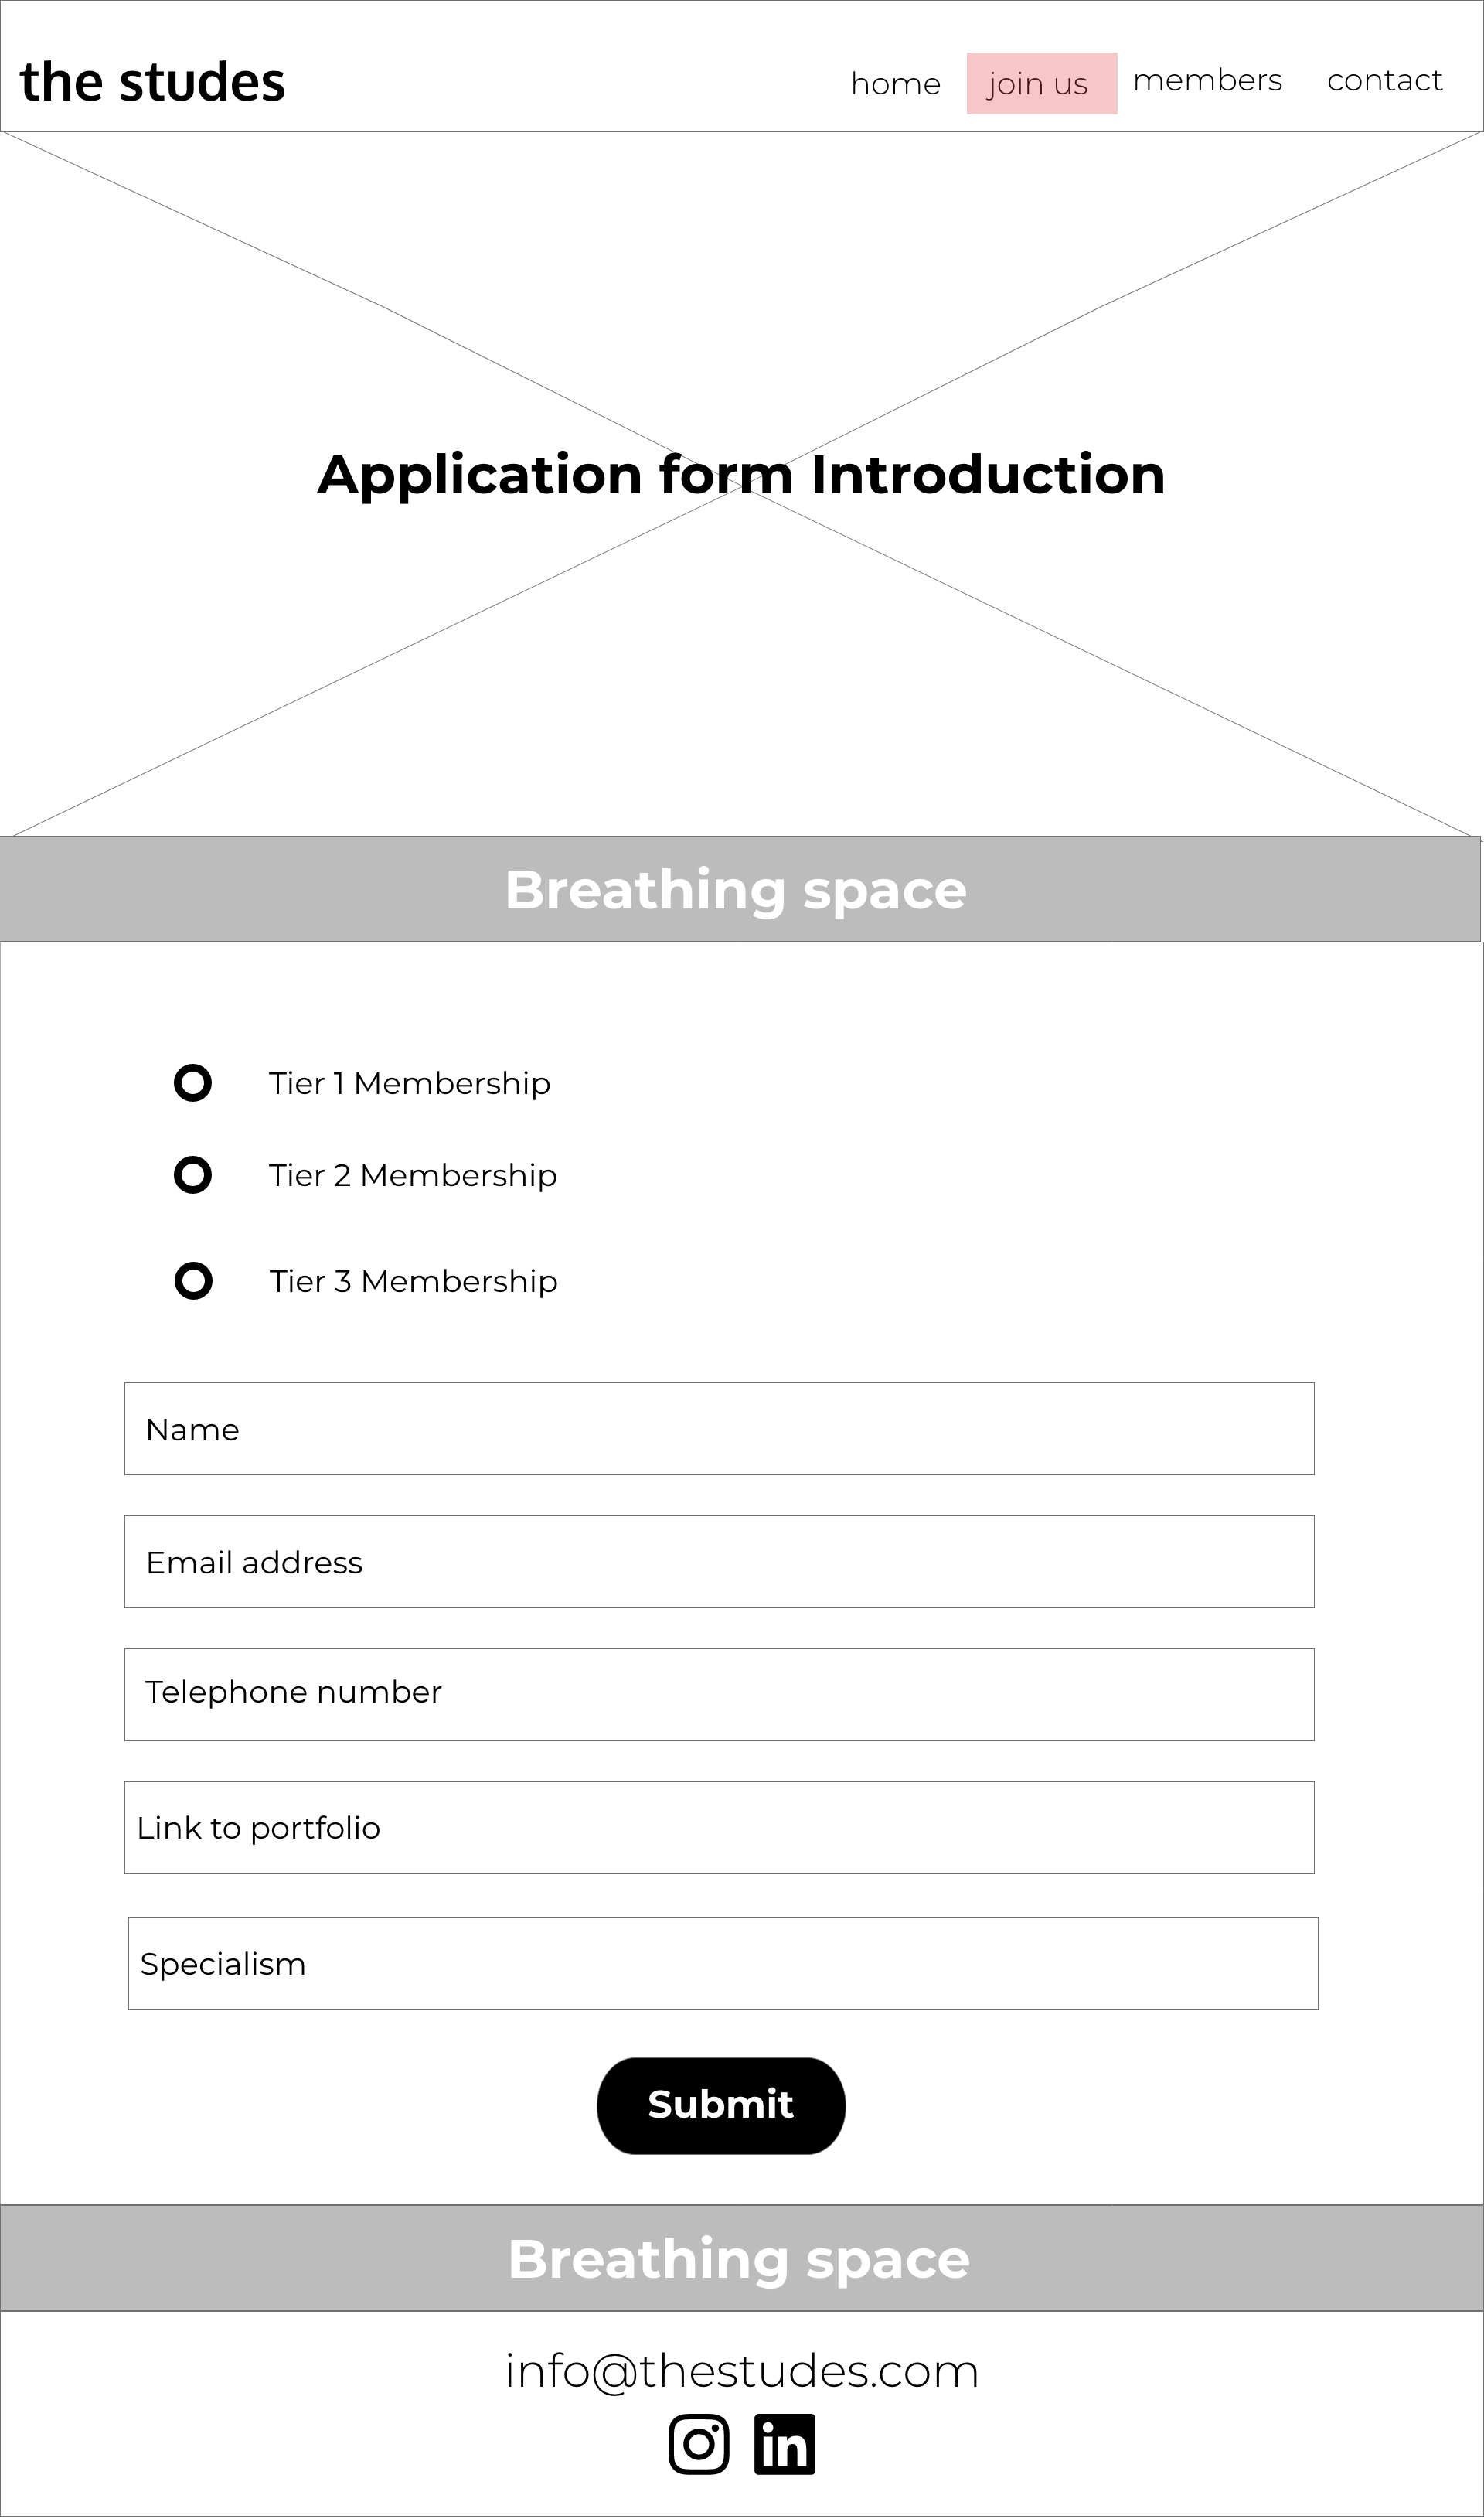 the studes
home join us members contact
Application form Introduction
Breathing space
Tier 1 Membership
Tier 2 Membership
Tier 3 Membership
Name
Email address
Telephone number
Link to portfolio
Specialism
Submit
Breathing space
info@thestudes.com
in